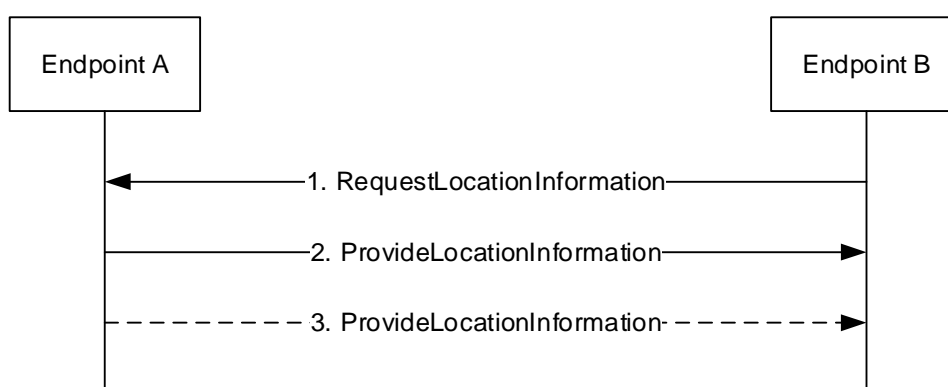 Endpoint A
Endpoint B
1. RequestLocationInformation
2. ProvideLocationInformation
3. ProvideLocationInformation